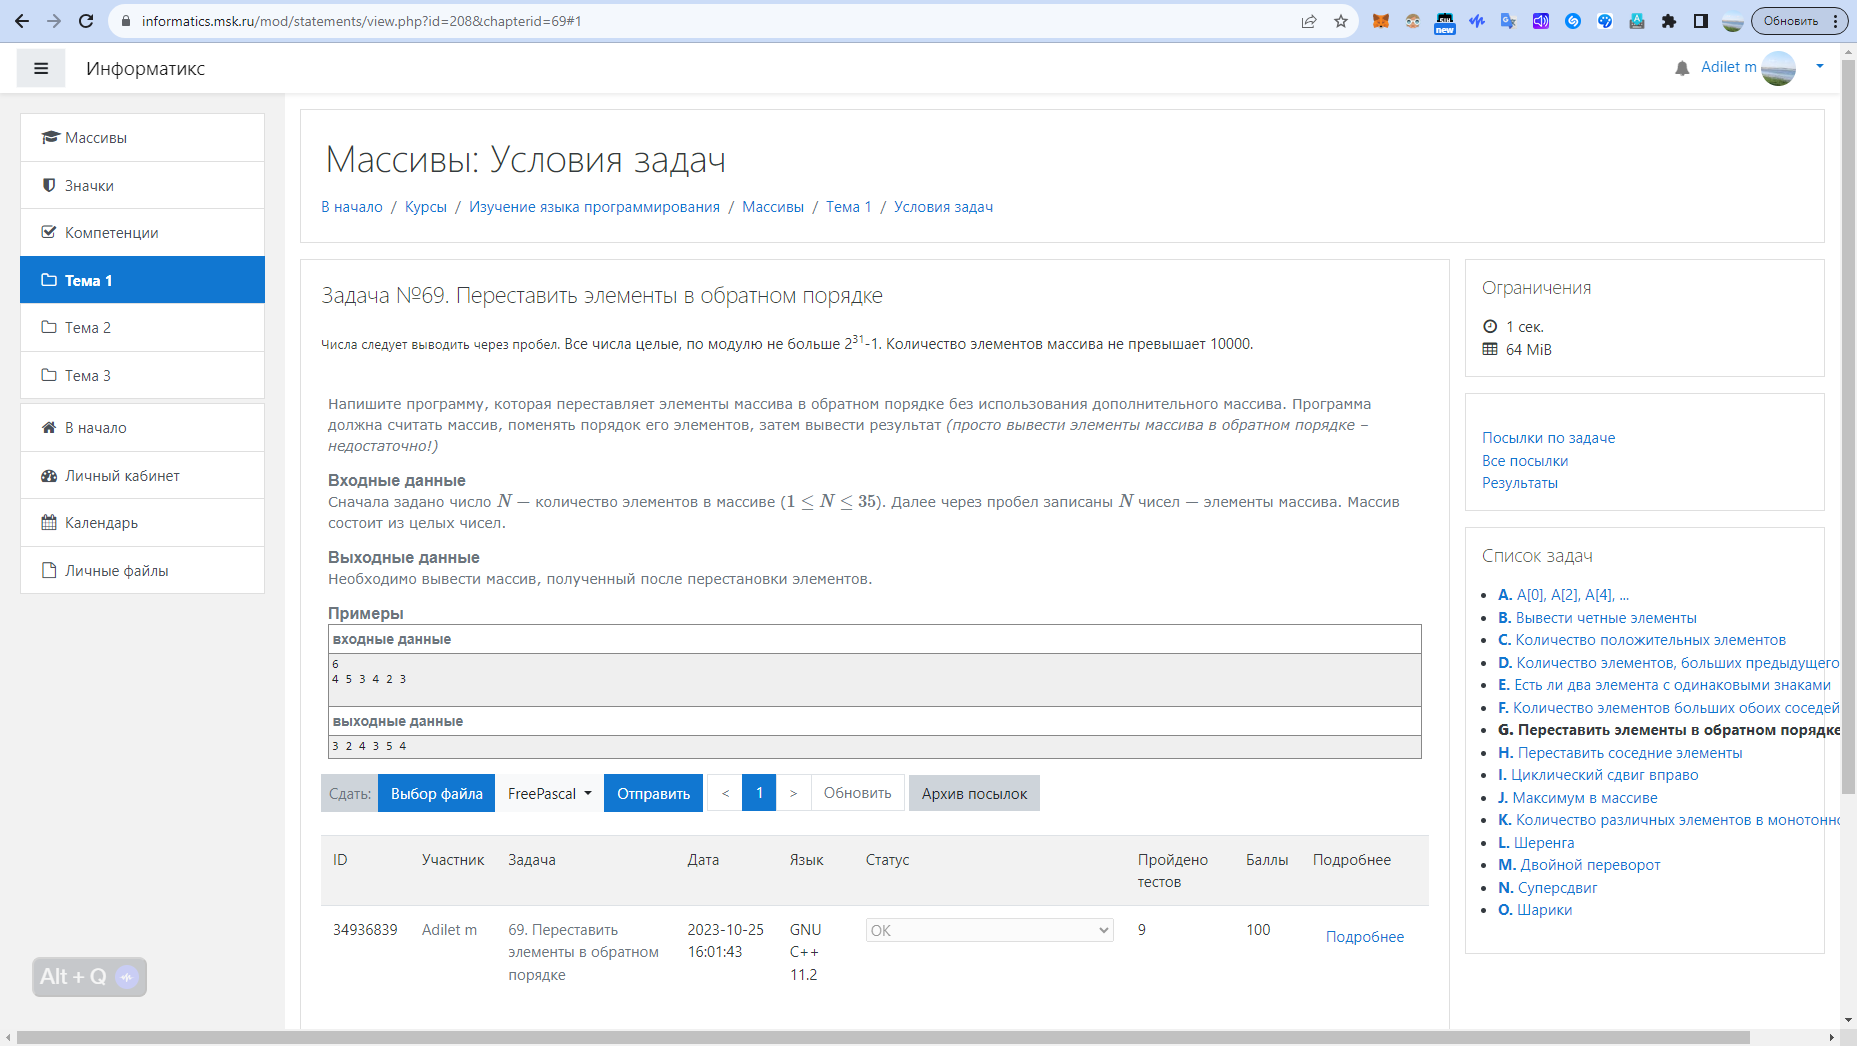 informatics.msk.ru/mod/statements/view.php?id=208&chapterid=69#1
new
Обновить
Информатикс
Adilet m
Массивы
Значки
Компетенции
Тема 1
Тема 2
Тема 3
В начало
Личный кабинет
Календарь
Личные файлы
Массивы: Условия задач
В начало / Курсы / Изучение языка программирования / Массивы / Тема 1 / Условия задач
Задача №69. Переставить элементы в обратном порядке
Числа следует выводить через пробел. Все числа целые, по модулю не больше 2^31-1. Количество элементов массива не превышает 10000.
Напишите программу, которая переставляет элементы массива в обратном порядке без использования дополнительного массива. Программа
должна считать массив, поменять порядок его элементов, затем вывести результат (просто вывести элементы массива в обратном порядке –
недостаточно!)
Входные данные
Сначала задано число N — количество элементов в массиве (1 ≤ N ≤ 35). Далее через пробел записаны N чисел — элементы массива. Массив
состоит из целых чисел.
Выходные данные
Необходимо вывести массив, полученный после перестановки элементов.
Примеры
входные данные
6
4 5 3 4 2 3
выходные данные
3 2 4 3 5 4
Сдать: Выбор файла FreePascal Отправить < 1 > Обновить Архив посылок
ID Участник Задача Дата Язык Статус Пройдено тестов Баллы Подробнее
34936839 Adilet m 69. Переставить элементы в обратном порядке 2023-10-25 16:01:43 GNU C++ 11.2 OK 9 100 Подробнее
Ограничения
1 сек.
64 MiB
Посылки по задаче
Все посылки
Результаты
Список задач
A. A[0], A[2], A[4], ...
B. Вывести четные элементы
C. Количество положительных элементов
D. Количество элементов, больших предыдущего
E. Есть ли два элемента с одинаковыми знаками
F. Количество элементов больших обоих соседей
G. Переставить элементы в обратном порядке
H. Переставить соседние элементы
I. Циклический сдвиг вправо
J. Максимум в массиве
K. Количество различных элементов в монотонно
L. Шеренга
M. Двойной переворот
N. Суперсдвиг
O. Шарики
Alt + Q